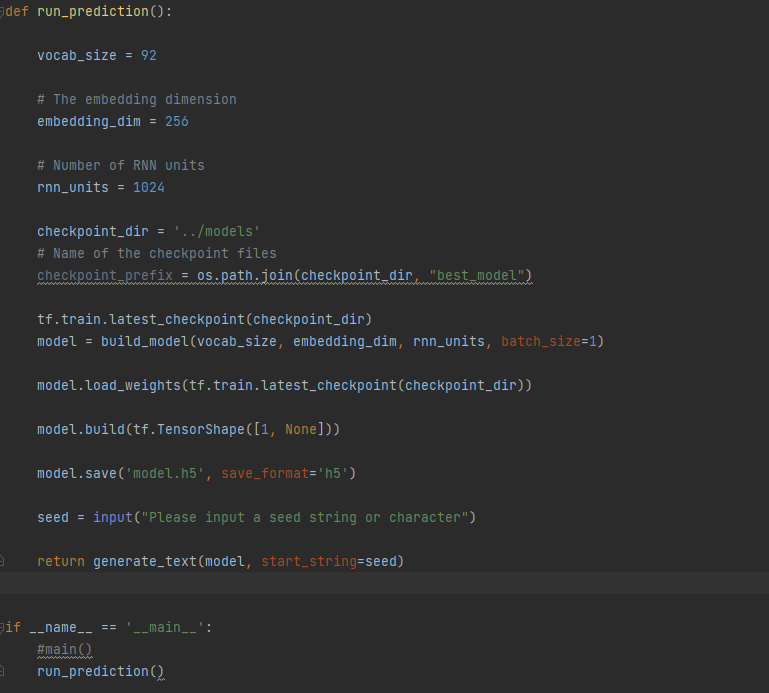 def run_prediction():
vocab_size = 92
# The embedding dimension
embedding_dim = 256
# Number of RNN units
rnn_units = 1024
checkpoint_dir = '../models'
# Name of the checkpoint files
checkpoint_prefix = os.path.join(checkpoint_dir, "best_model")
tf.train.latest_checkpoint(checkpoint_dir)
model = build_model(vocab_size, embedding_dim, rnn_units, batch_size=1)
model.load_weights(tf.train.latest_checkpoint(checkpoint_dir))
model.build(tf.TensorShape([1, None]))
model.save('model.h5', save_format='h5')
seed = input("Please input a seed string or character")
return generate_text(model, start_string=seed)
if __name__ == '__main__':
#main()
run_prediction()